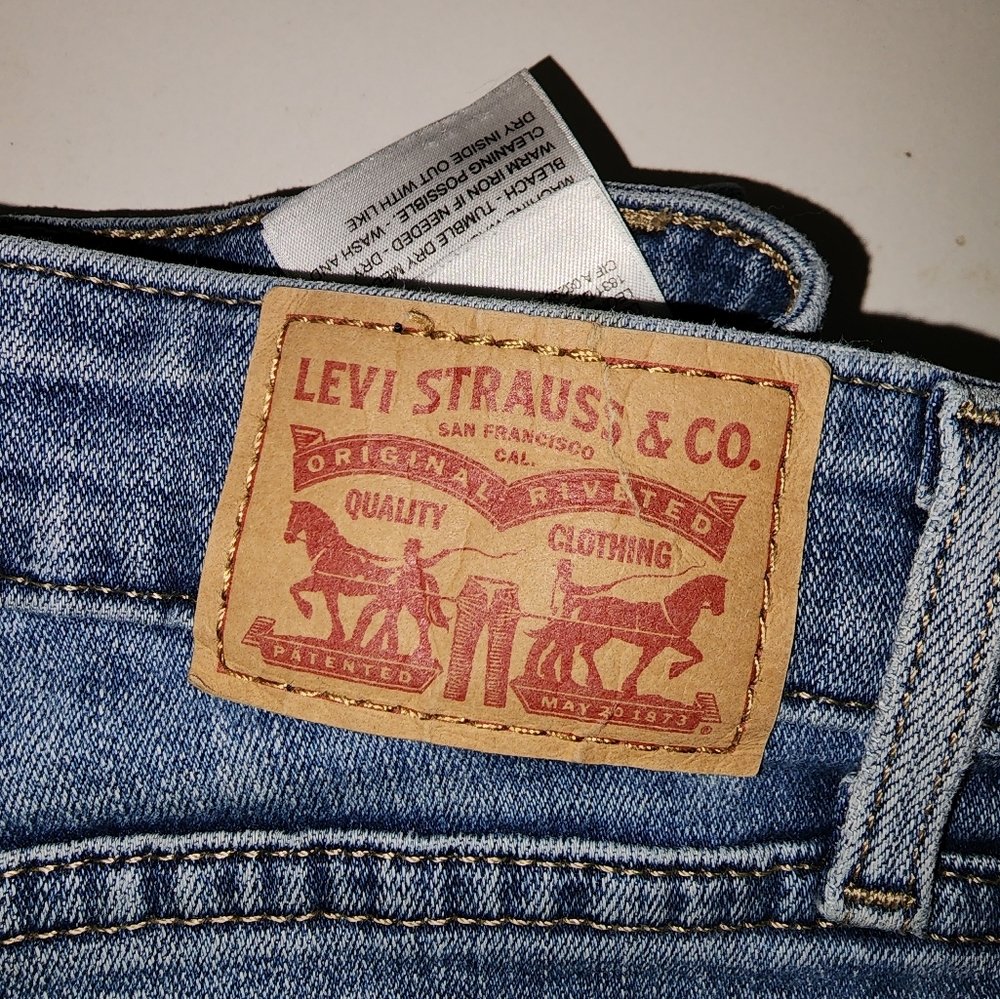 LEVI STRAUSS & CO.
SAN FRANCISCO
CAL.
ORIGINAL RIVETED
QUALITY CLOTHING
PATENTED
MAY 20 1873
®
BLEACH - TUMBLE DRY
WARM IRON IF NEEDED - DRY
CLEANING POSSIBLE. WASH AND
DRY INSIDE OUT WITH LIKE